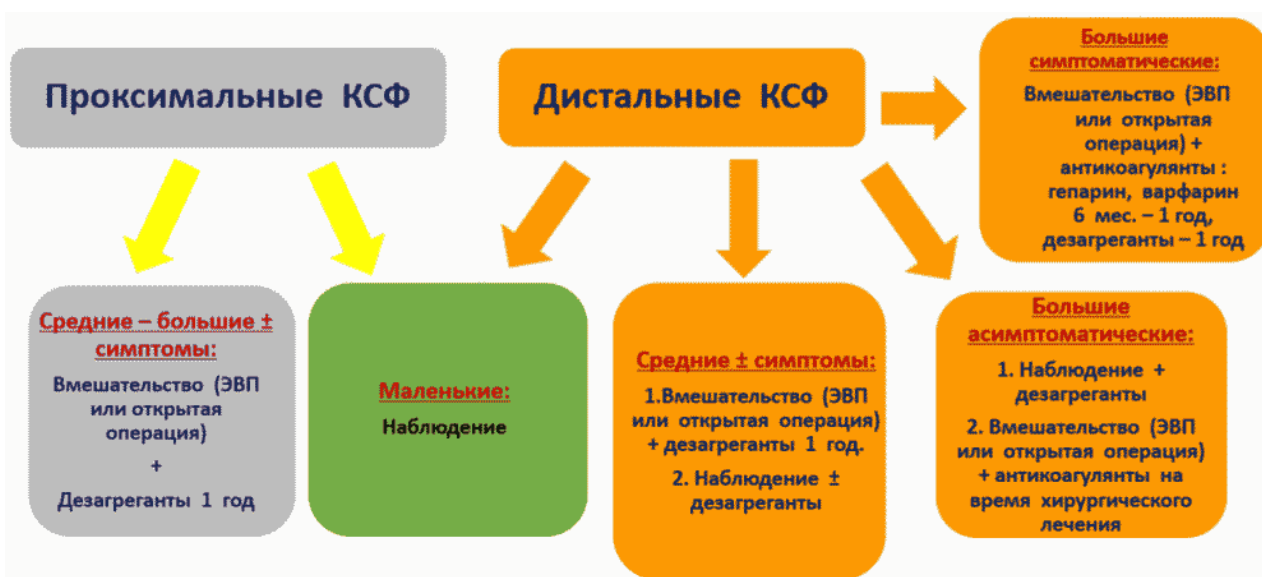 Проксимальные КСФ
Дистальные КСФ
Большие
симптоматические:
Вмешательство (ЭВП
или открытая
операция) +
антикоагулянты :
гепарин, варфарин
6 мес. – 1 год,
дезагреганты – 1 год
Средние – большие ±
симптомы:
Вмешательство (ЭВП
или открытая
операция)
+
Дезагреганты 1 год
Маленькие:
Наблюдение
Средние ± симптомы:
1.Вмешательство (ЭВП
или открытая операция)
+ дезагреганты 1 год.
2. Наблюдение ±
дезагреганты
Большие
асимптоматические:
1. Наблюдение +
дезагреганты
2. Вмешательство (ЭВП
или открытая операция)
+ антикоагулянты на
время хирургического
лечения